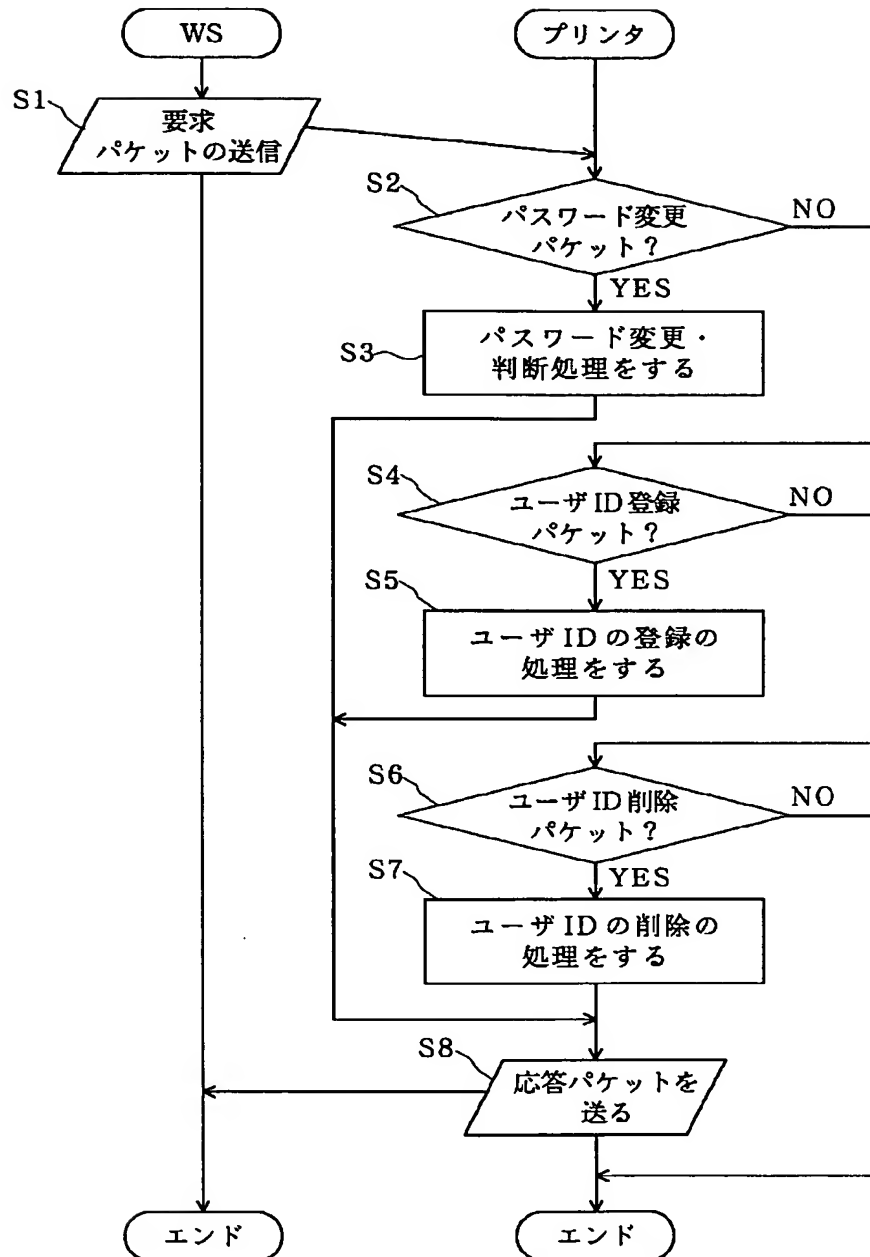 WS
プリンタ
S1
要求
パケットの送信
S2
パスワード変更
パケット?
NO
YES
S3
パスワード変更・
判断処理をする
S4
ユーザID登録
パケット?
NO
YES
S5
ユーザIDの登録の
処理をする
S6
ユーザID削除
パケット?
NO
YES
S7
ユーザIDの削除の
処理をする
S8
応答パケットを
送る
エンド
エンド